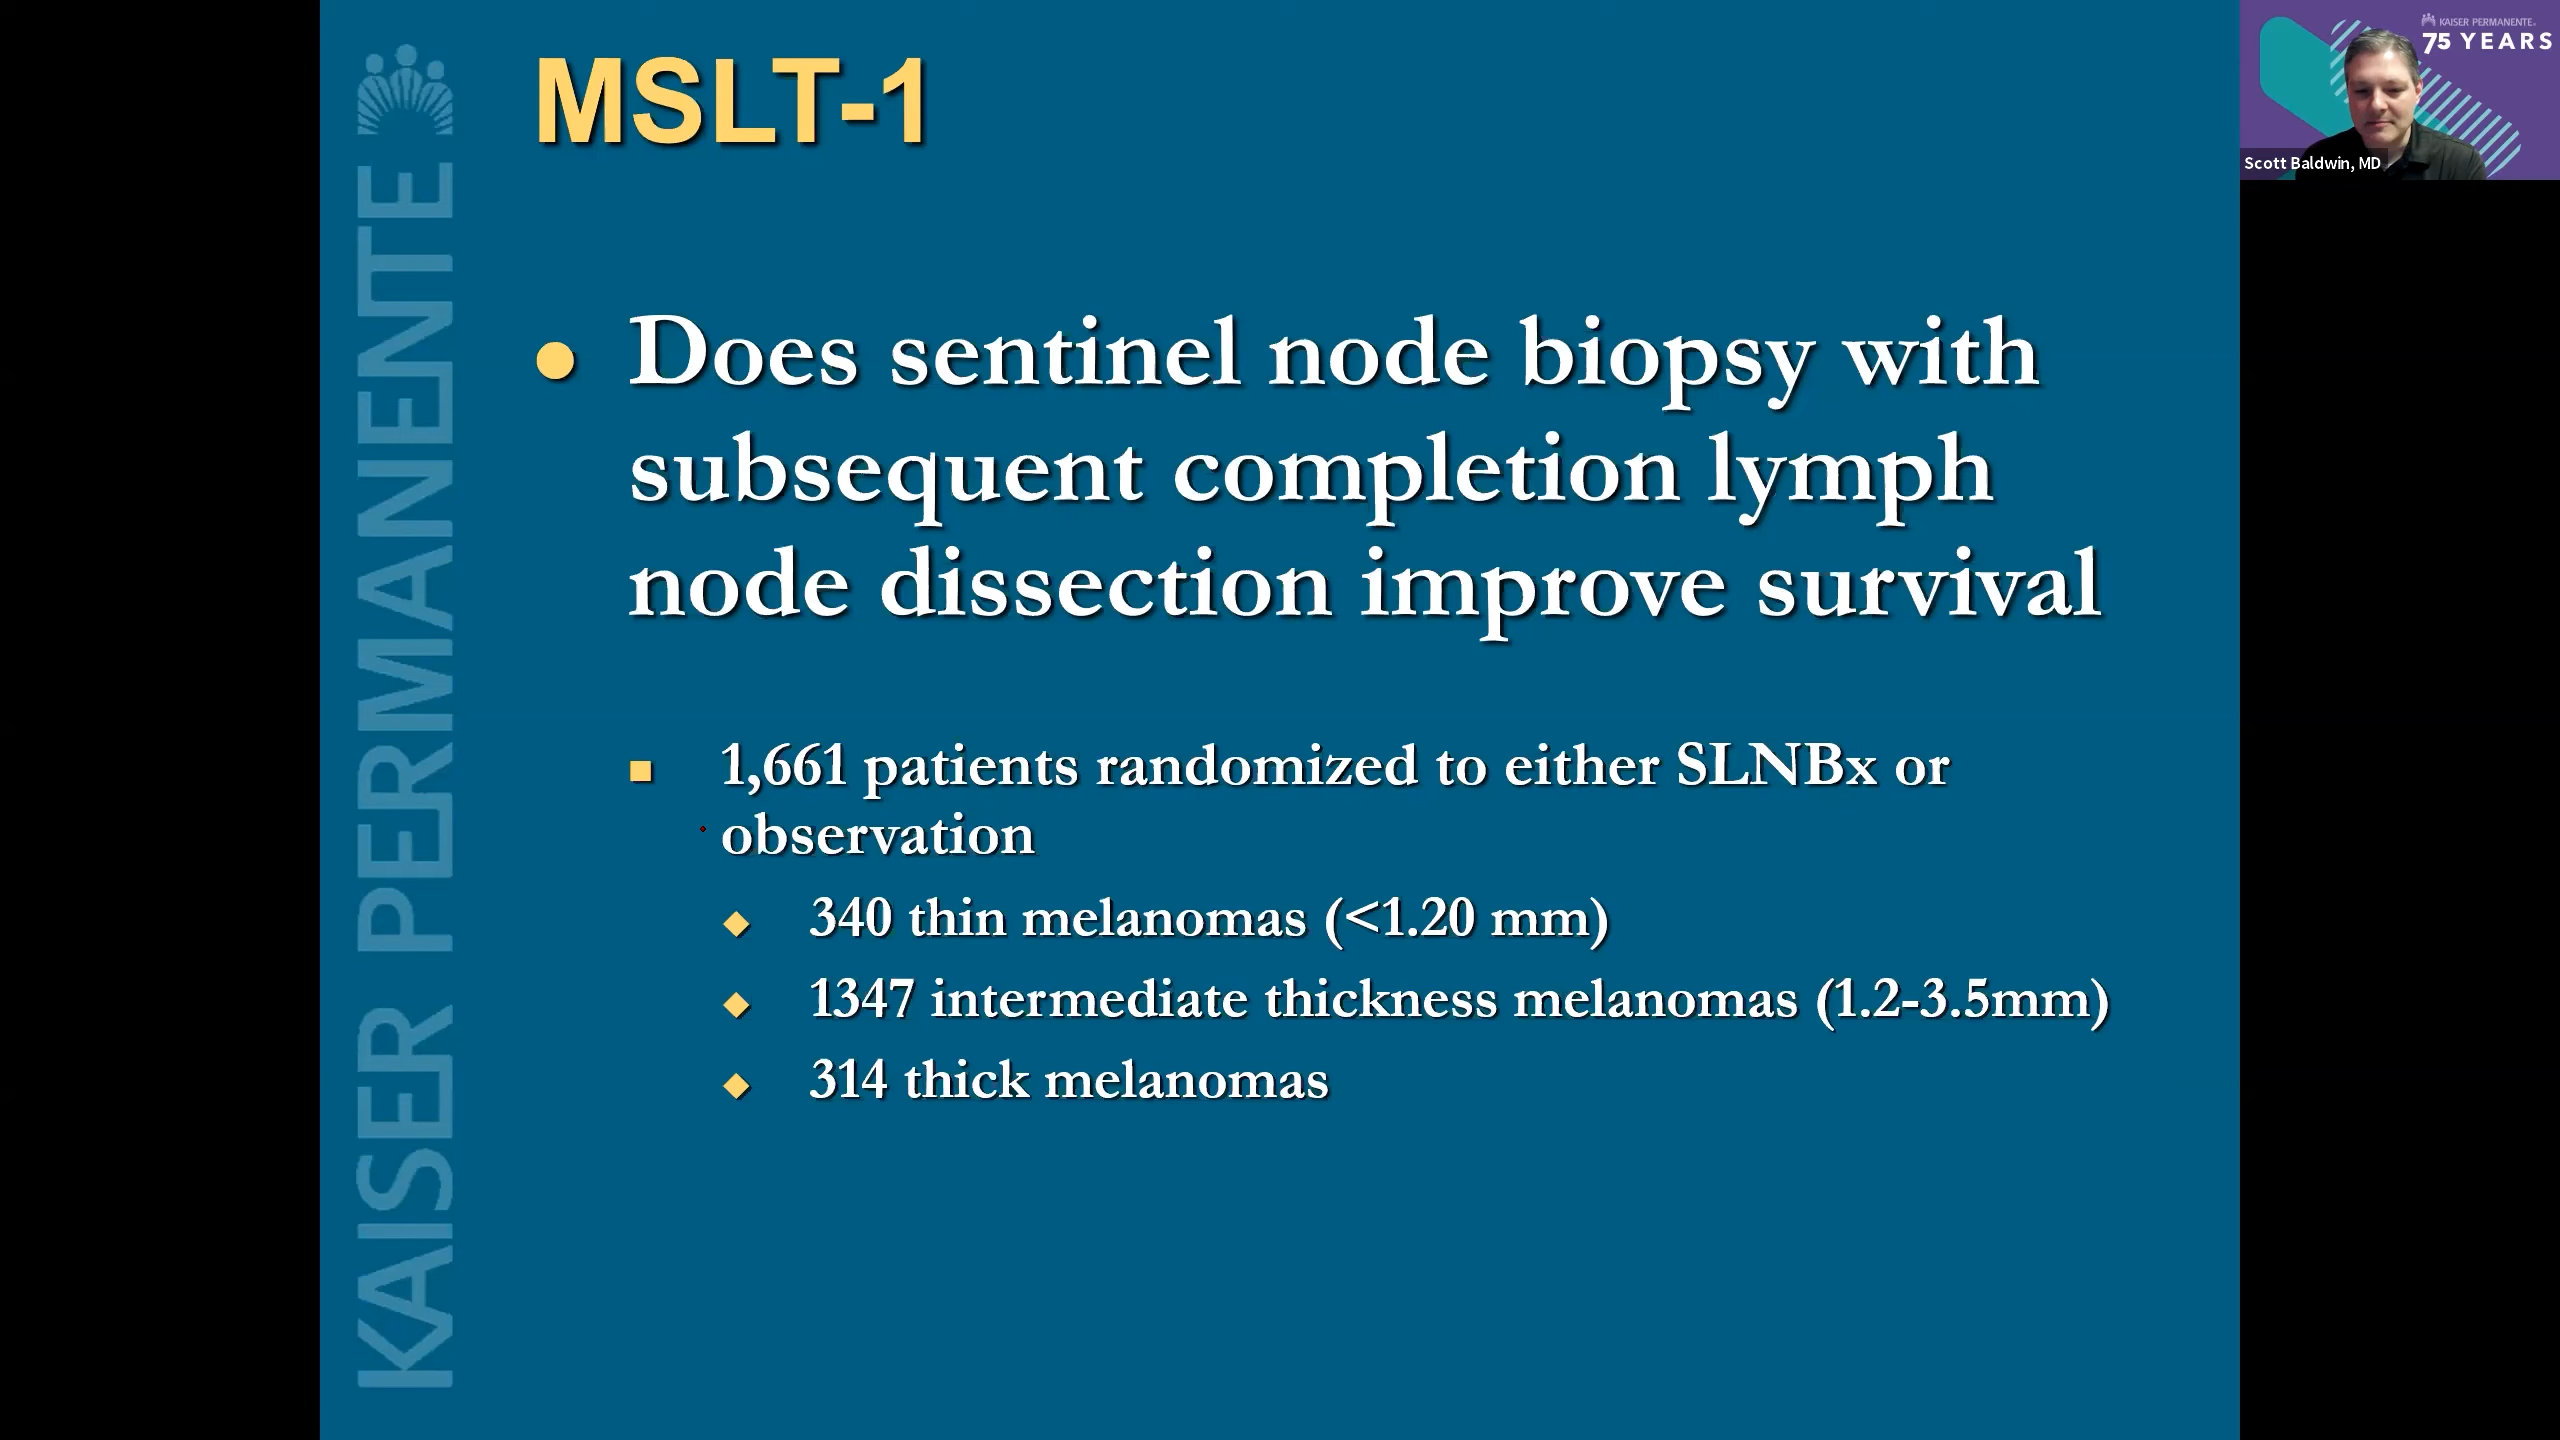 KAISER PERMANENTE
MSLT-1
Does sentinel node biopsy with
subsequent completion lymph
node dissection improve survival
1,661 patients randomized to either SLNBx or
observation
340 thin melanomas (<1.20 mm)
1347 intermediate thickness melanomas (1.2-3.5mm)
314 thick melanomas
KAISER PERMANENTE
75 YEARS
Scott Baldwin, MD